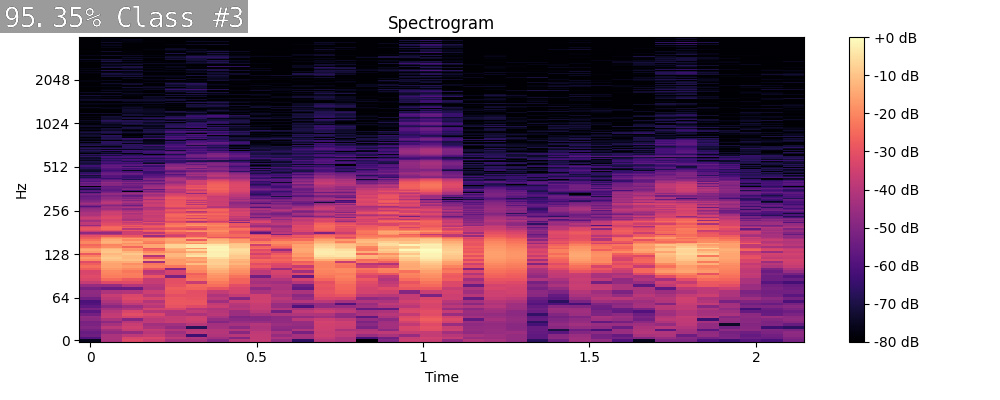 95.35% Class #3
Spectrogram
2048
1024
512
256
128
64
0
Hz
0
0.5
1
1.5
2
Time
+0 dB
-10 dB
-20 dB
-30 dB
-40 dB
-50 dB
-60 dB
-70 dB
-80 dB